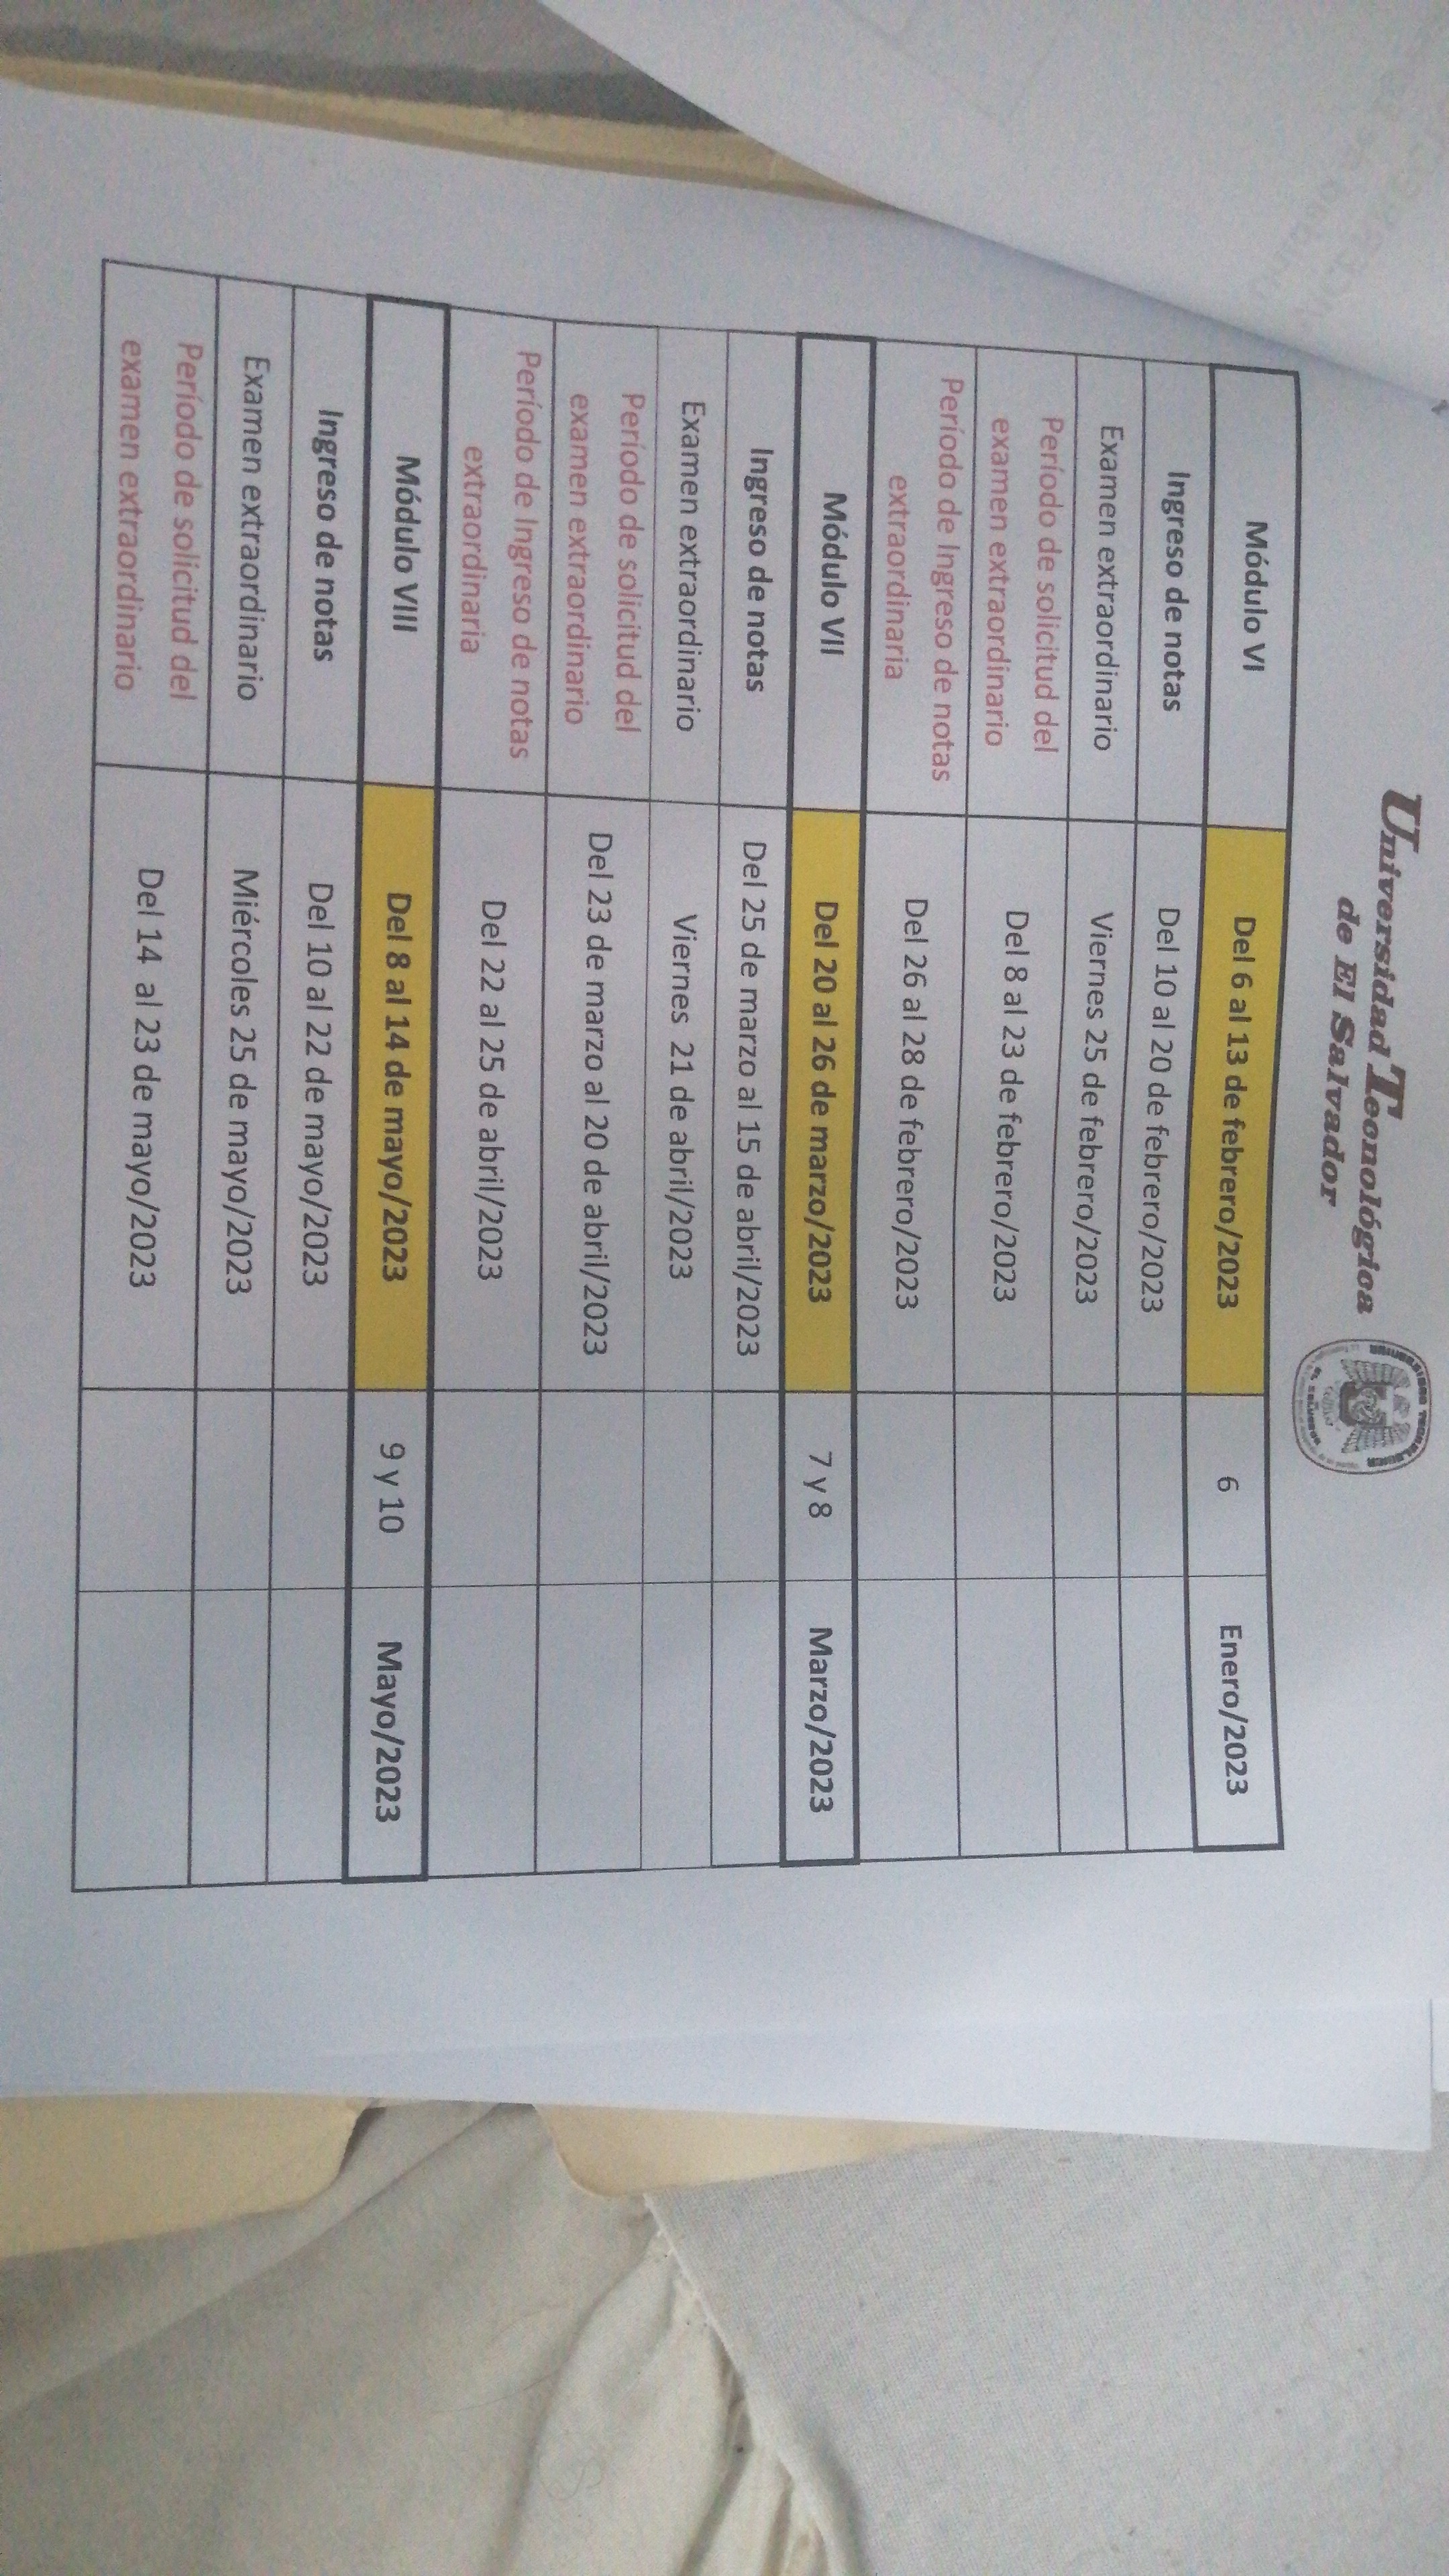 Universidad Tecnológica
de El Salvador
Módulo VI Del 6 al 13 de febrero/2023 6 Enero/2023
Ingreso de notas Del 10 al 20 de febrero/2023
Examen extraordinario Viernes 25 de febrero/2023
Período de solicitud del
examen extraordinario Del 8 al 23 de febrero/2023
Período de Ingreso de notas
extraordinaria Del 26 al 28 de febrero/2023
Módulo VII Del 20 al 26 de marzo/2023 7 y 8 Marzo/2023
Ingreso de notas Del 25 de marzo al 15 de abril/2023
Examen extraordinario Viernes 21 de abril/2023
Período de solicitud del
examen extraordinario Del 23 de marzo al 20 de abril/2023
Período de Ingreso de notas
extraordinaria Del 22 al 25 de abril/2023
Módulo VIII Del 8 al 14 de mayo/2023 9 y 10 Mayo/2023
Ingreso de notas Del 10 al 22 de mayo/2023
Examen extraordinario Miércoles 25 de mayo/2023
Período de solicitud del
examen extraordinario Del 14 al 23 de mayo/2023